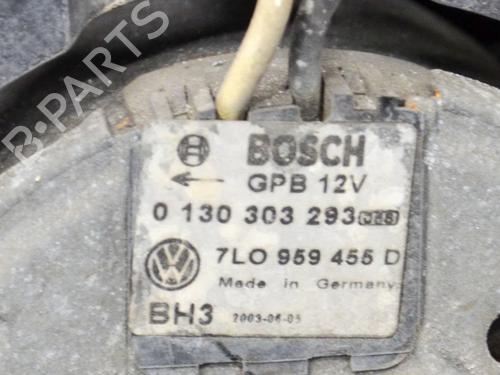 B-PARTS
BOSCH
GPB 12V
0 130 303 293
7L0 959 455 D
Made in Germany
BH3 2003-06-05